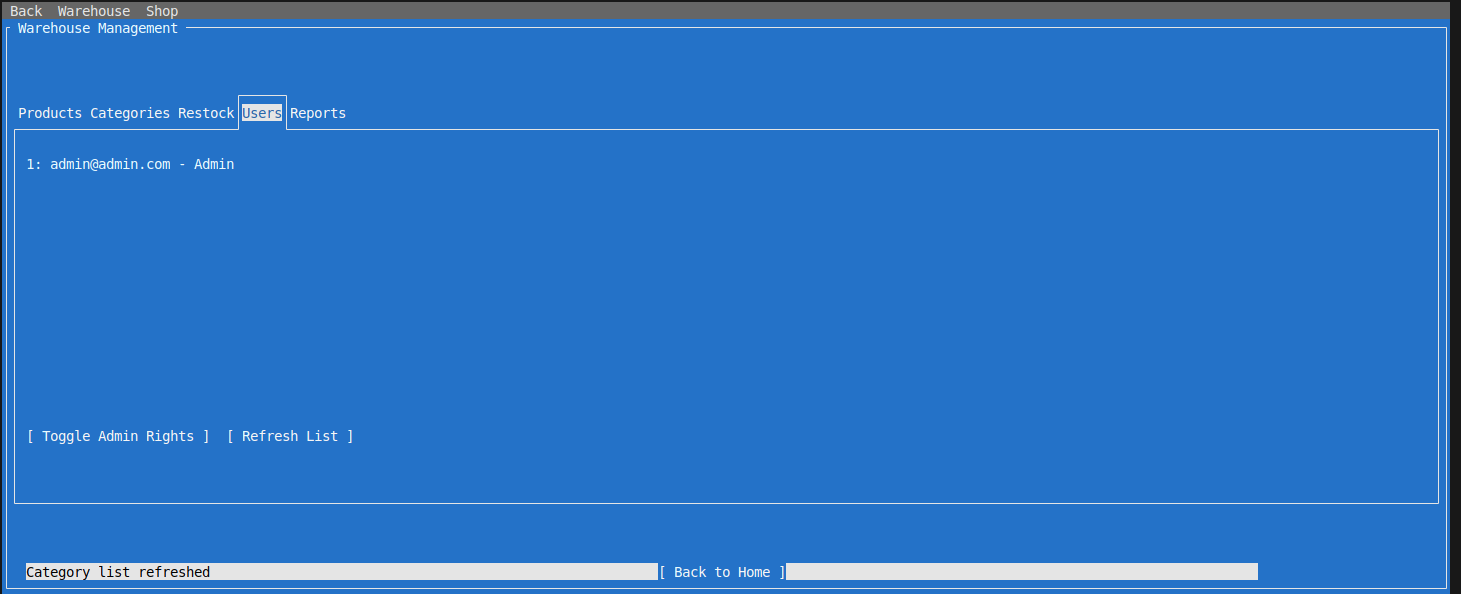 Back Warehouse Shop
Warehouse Management
Products Categories Restock Users Reports
1: admin@admin.com - Admin
[ Toggle Admin Rights ] [ Refresh List ]
Category list refreshed [ Back to Home ]